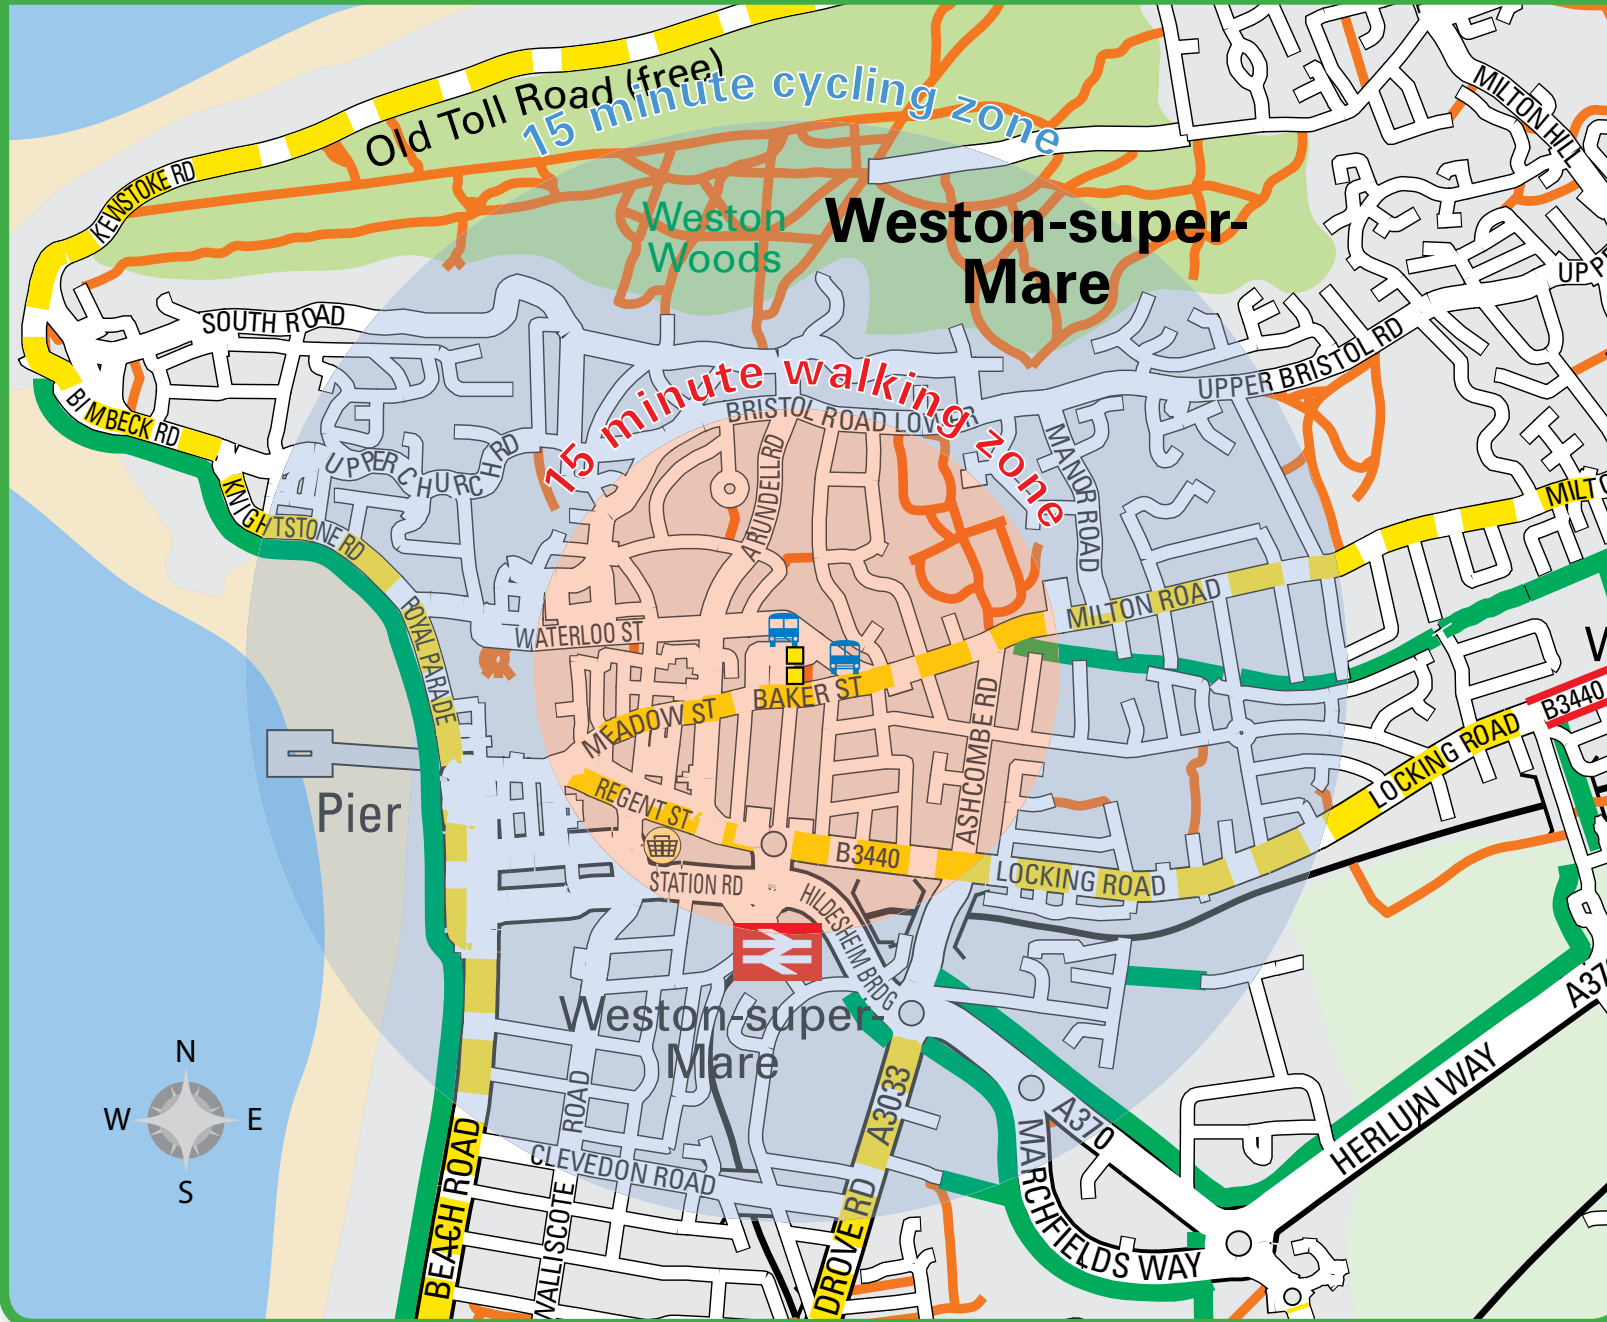 Old Toll Road (free)
15 minute cycling zone
MILTON HILL
KEWSTOKE RD
Weston
Woods
Weston-super-
Mare
SOUTH ROAD
UPPER BRISTOL RD
15 minute walking zone
BRISTOL ROAD LOWER
BIMBECK RD
UPPER CHURCH RD
ARUNDELL RD
MANOR ROAD
KNIGHTSTONE RD
MILTON ROAD
ROYAL PARADE
WATERLOO ST
MEADOW ST
BAKER ST
ASHCOMBE RD
B3440
LOCKING ROAD
REGENT ST
Pier
B3440
LOCKING ROAD
STATION RD
HILDESHEIM BRDG
Weston-super-
Mare
A3033
A370
HERLUIN WAY
N
W E
S
BEACH ROAD
ROAD
CLEVEDON ROAD
WALLISCOTE
DROVE RD
MARCHFIELDS WAY